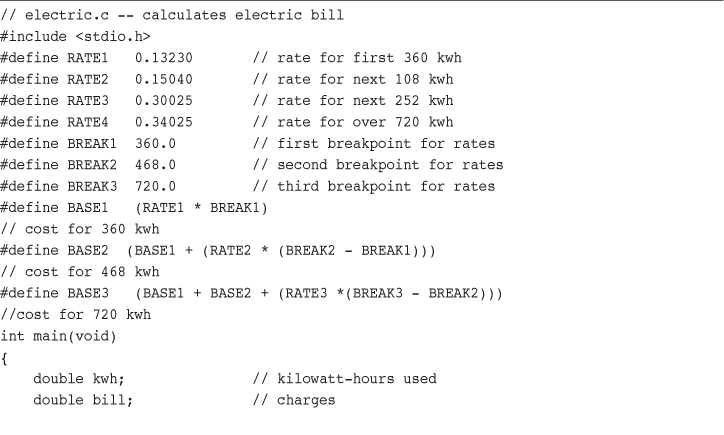 // electric.c -- calculates electric bill
#include <stdio.h>
#define RATE1   0.13230       // rate for first 360 kwh
#define RATE2   0.15040       // rate for next 108 kwh
#define RATE3   0.30025       // rate for next 252 kwh
#define RATE4   0.34025       // rate for over 720 kwh
#define BREAK1  360.0         // first breakpoint for rates
#define BREAK2  468.0         // second breakpoint for rates
#define BREAK3  720.0         // third breakpoint for rates
#define BASE1   (RATE1 * BREAK1)
// cost for 360 kwh
#define BASE2  (BASE1 + (RATE2 * (BREAK2 - BREAK1)))
// cost for 468 kwh
#define BASE3   (BASE1 + BASE2 + (RATE3 *(BREAK3 - BREAK2)))
//cost for 720 kwh
int main(void)
{
    double kwh;               // kilowatt-hours used
    double bill;              // charges